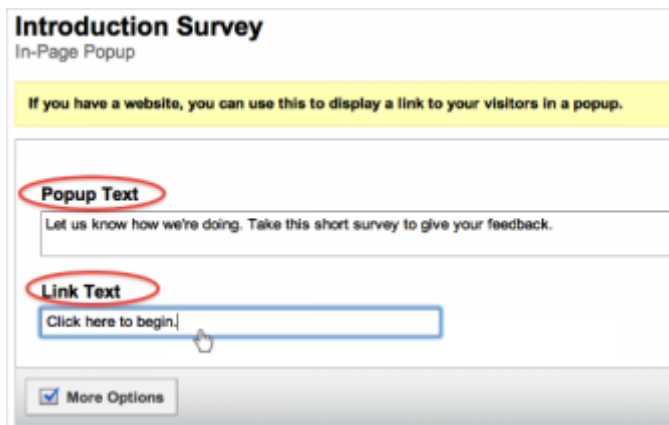 Introduction Survey
In-Page Popup
If you have a website, you can use this to display a link to your visitors in a popup.
Popup Text
Let us know how we're doing. Take this short survey to give your feedback.
Link Text
Click here to begin.
More Options